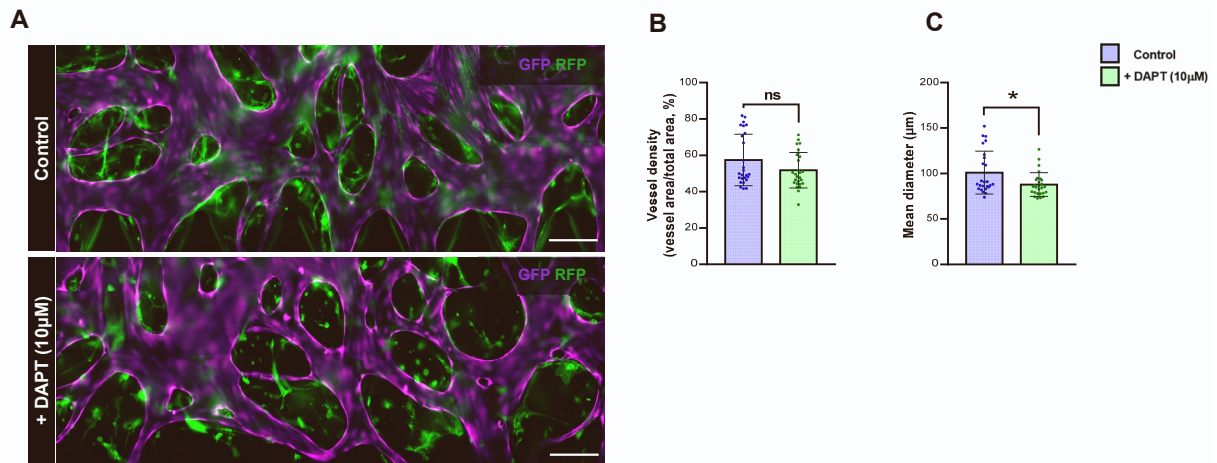 A
Control
GFP RFP
+ DAPT (10µM)
GFP RFP
B
Vessel density
(vessel area/total area, %)
100
80
60
40
20
0
ns
C
Mean diameter (µm)
200
150
100
50
0
*
Control
+ DAPT (10µM)